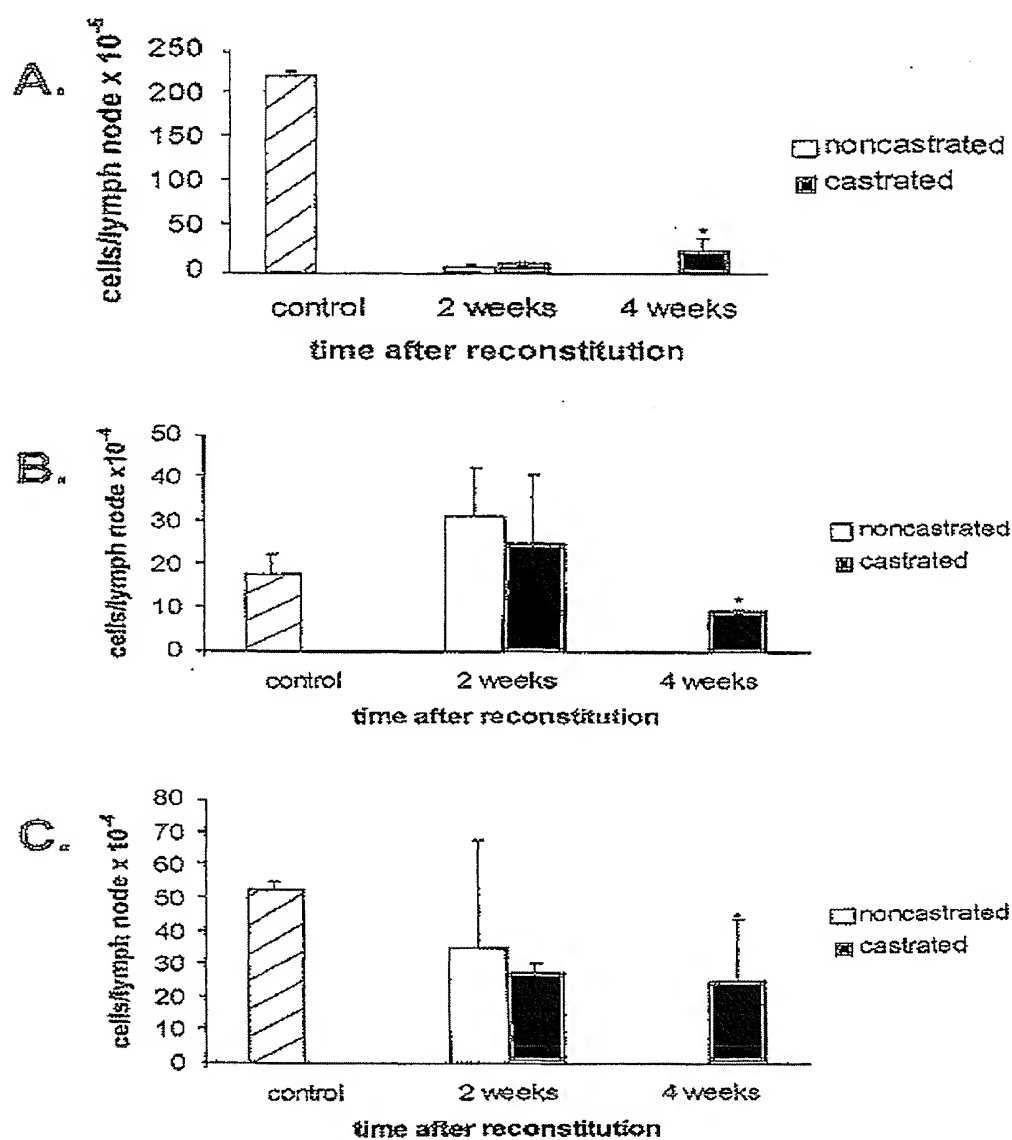 A.
cells/lymph node x 10⁻⁵
250
200
150
100
50
0
*
noncastrated
castrated
control 2 weeks 4 weeks
time after reconstitution
B.
cells/lymph node x10⁻⁴
50
40
30
20
10
0
*
noncastrated
castrated
control 2 weeks 4 weeks
time after reconstitution
C.
cells/lymph node x 10⁻⁴
80
70
60
50
40
30
20
10
0
*
noncastrated
castrated
control 2 weeks 4 weeks
time after reconstitution